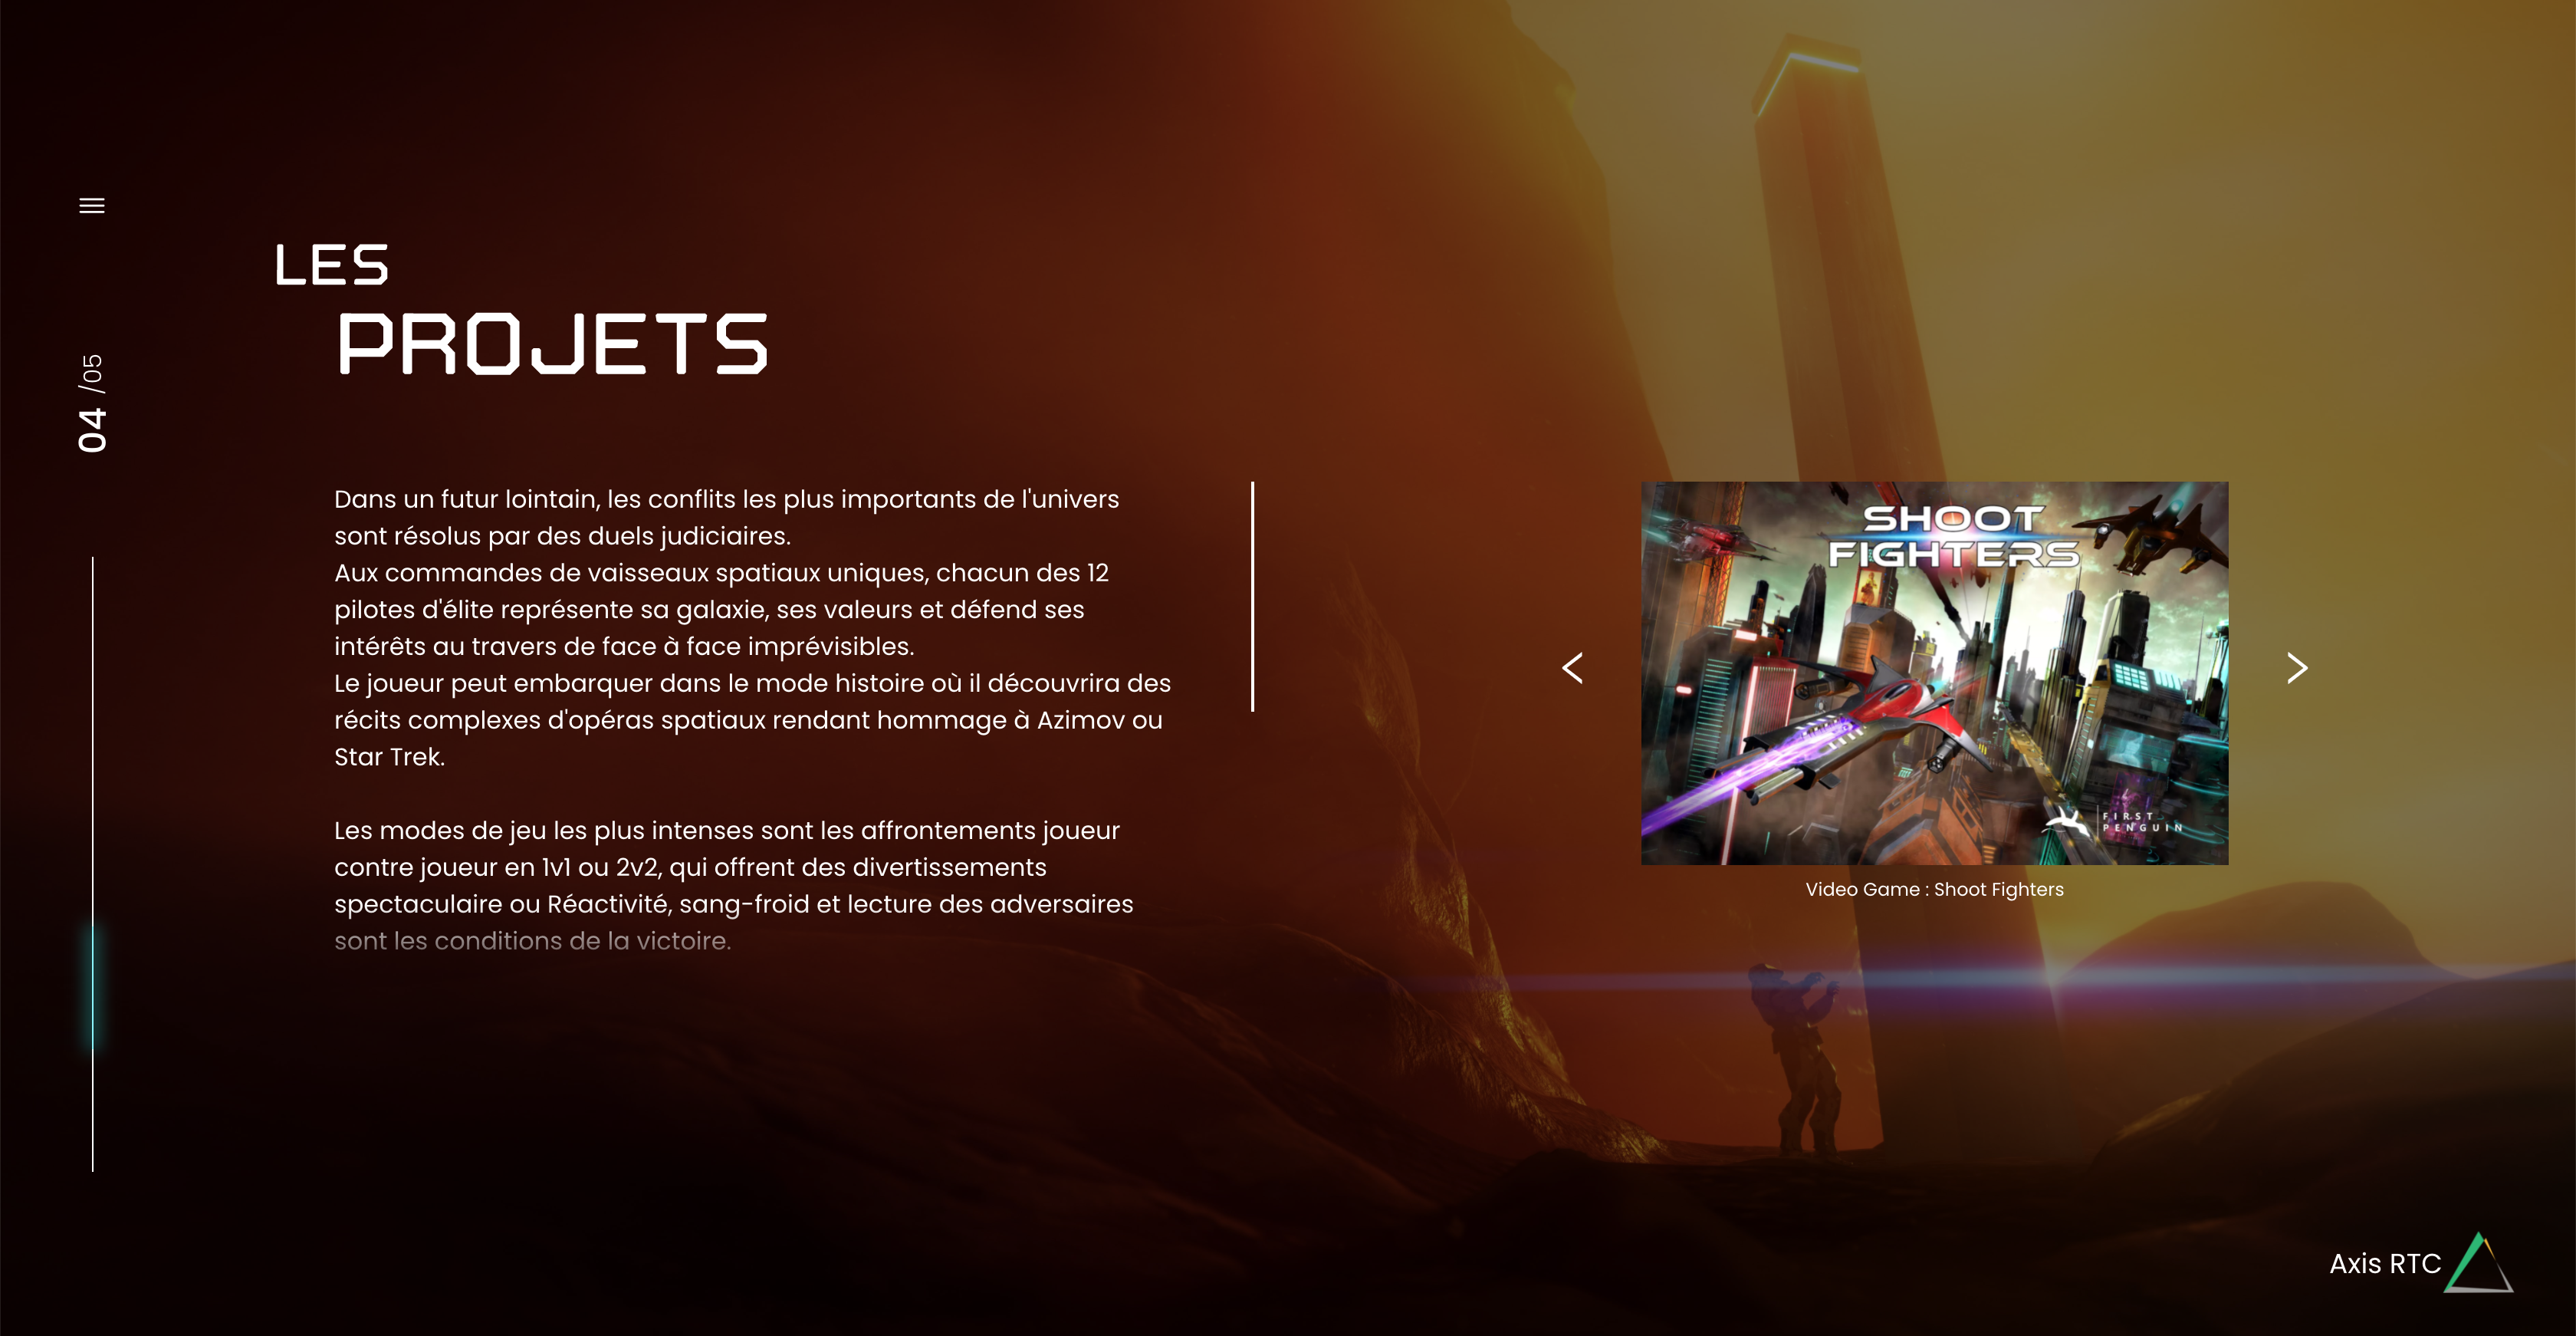 LES
PROJETS
04 /05
Dans un futur lointain, les conflits les plus importants de l'univers
sont résolus par des duels judiciaires.
Aux commandes de vaisseaux spatiaux uniques, chacun des 12
pilotes d'élite représente sa galaxie, ses valeurs et défend ses
intérêts au travers de face à face imprévisibles.
Le joueur peut embarquer dans le mode histoire où il découvrira des
récits complexes d'opéras spatiaux rendant hommage à Azimov ou
Star Trek.
Les modes de jeu les plus intenses sont les affrontements joueur
contre joueur en 1v1 ou 2v2, qui offrent des divertissements
spectaculaire ou Réactivité, sang-froid et lecture des adversaires
sont les conditions de la victoire.
SHOOT
FIGHTERS
FIRST
PENGUIN
Video Game : Shoot Fighters
Axis RTC